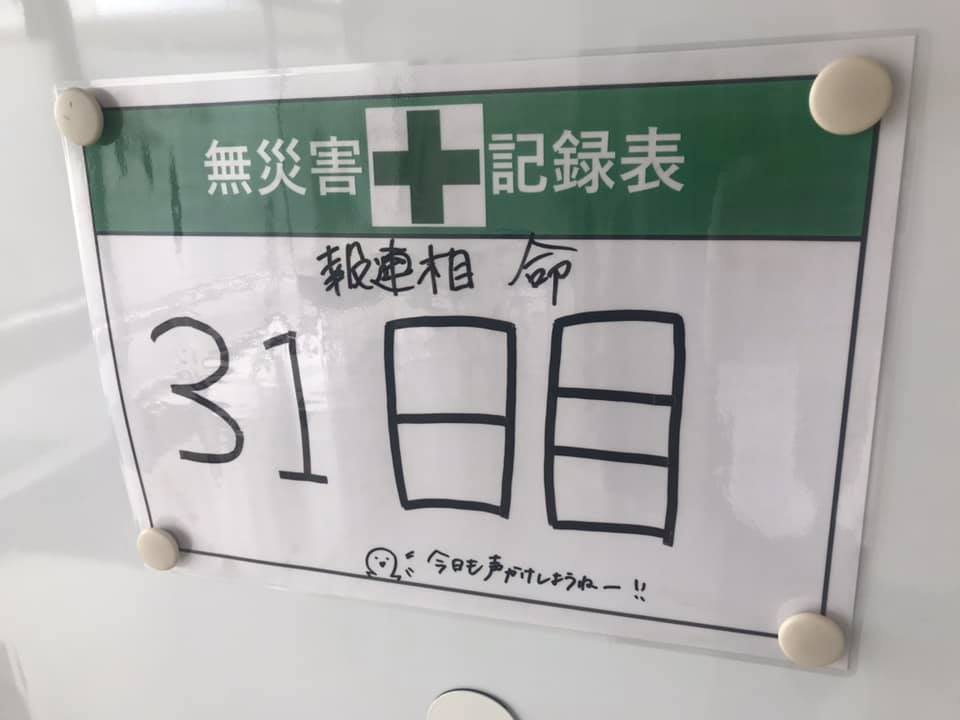 無災害 記録表
報連相 命
31日目
今日も声かけしようねー!!